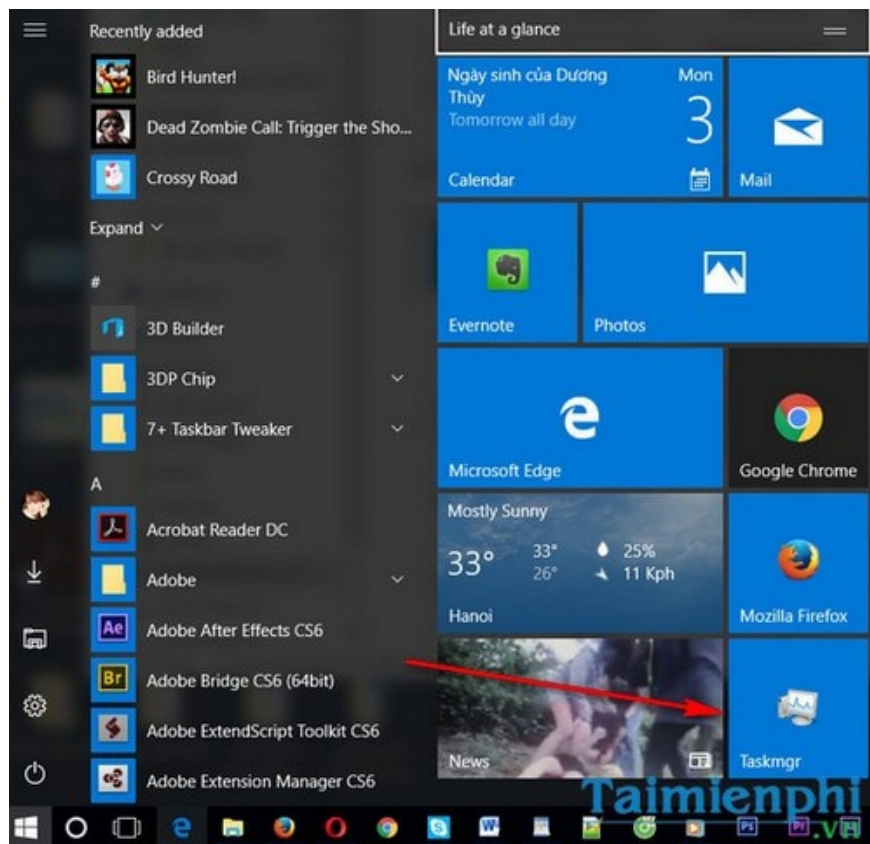 Recently added
Bird Hunter!
Dead Zombie Call: Trigger the Sho...
Crossy Road
Expand
#
3D Builder
3DP Chip
7+ Taskbar Tweaker
A
Acrobat Reader DC
Adobe
Ae
Adobe After Effects CS6
Br
Adobe Bridge CS6 (64bit)
Adobe ExtendScript Toolkit CS6
Adobe Extension Manager CS6
Life at a glance
Ngày sinh của Dương
Thùy
Tomorrow all day
Mon
3
Calendar
Mail
Evernote
Photos
Microsoft Edge
Google Chrome
Mostly Sunny
33°
33°
26°
25%
11 Kph
Hanoi
Mozilla Firefox
News
Taskmgr
Taimienphi
.vn
Ps
Pr